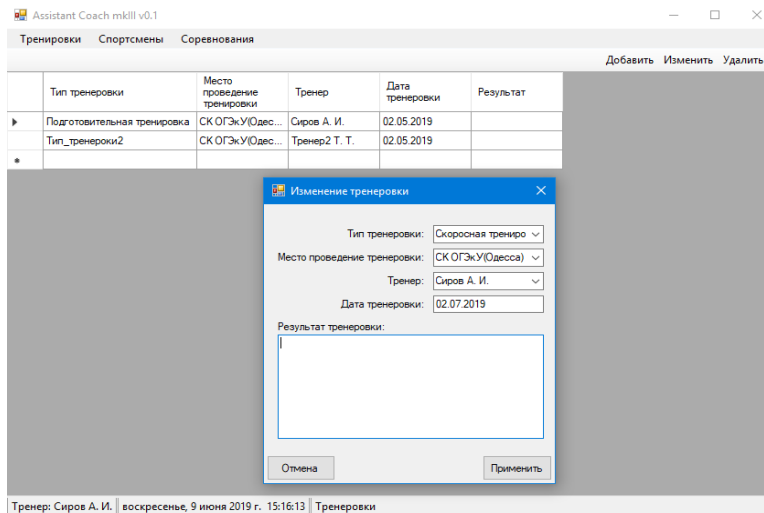 Assistant Coach mkIII v0.1
Тренировки Спортсмены Соревнования
Добавить Изменить Удалить
Тип тренеровки Место проведение тренировки Тренер Дата тренеровки Результат
Подготовительная тренировка СК ОГЭкУ(Одес... Сиров А. И. 02.05.2019
Тип_тренероки2 СК ОГЭкУ(Одес... Тренер2 Т. Т. 02.05.2019
Изменение тренеровки
Тип тренеровки: Скоросная трениро
Место проведение тренеровки: СК ОГЭкУ(Одесса)
Тренер: Сиров А. И.
Дата тренеровки: 02.07.2019
Результат тренеровки:
Отмена Применить
Тренер: Сиров А. И. воскресенье, 9 июня 2019 г. 15:16:13 Тренеровки